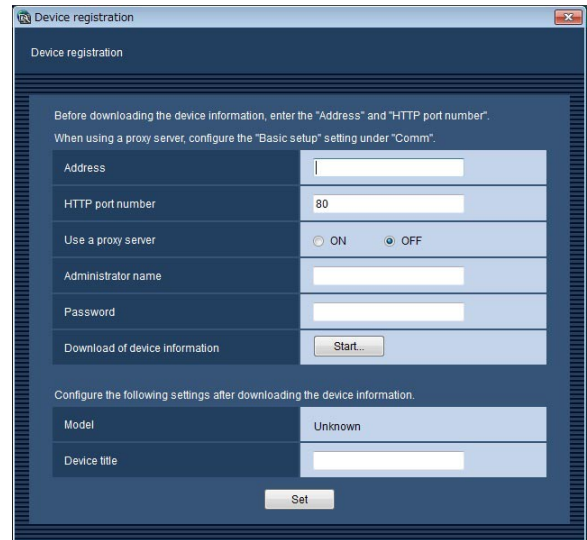 Device registration
Device registration
Before downloading the device information, enter the "Address" and "HTTP port number".
When using a proxy server, configure the "Basic setup" setting under "Comm".
Address
HTTP port number 80
Use a proxy server ON OFF
Administrator name
Password
Download of device information Start...
Configure the following settings after downloading the device information.
Model Unknown
Device title
Set